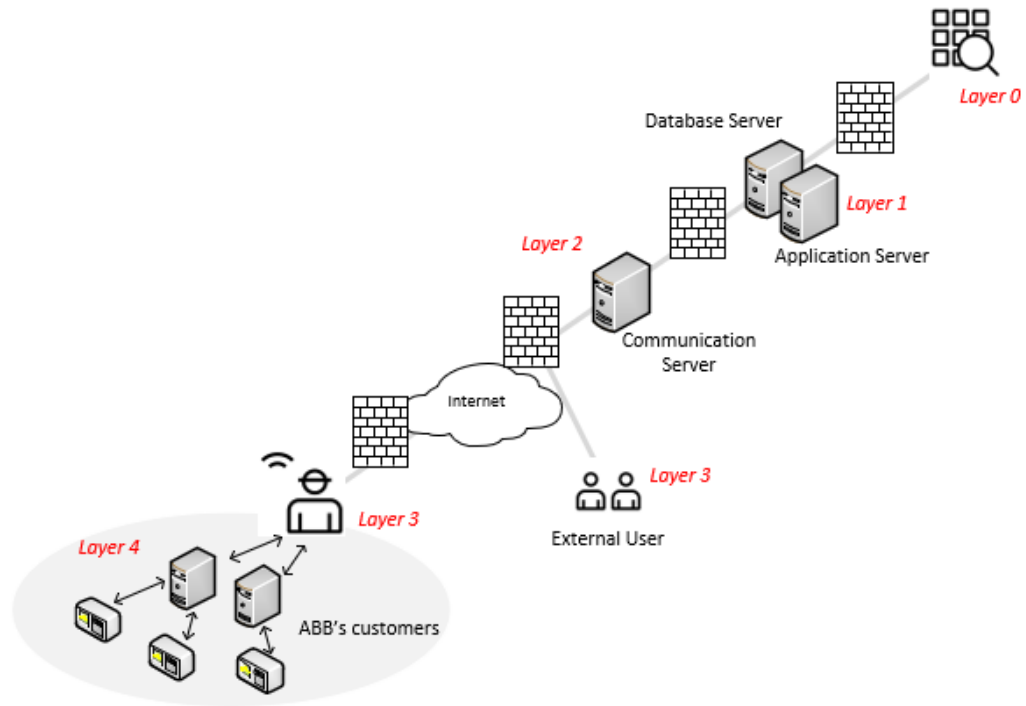 Layer 0
Database Server
Layer 1
Application Server
Layer 2
Communication
Server
Internet
Layer 3
External User
Layer 3
Layer 4
ABB's customers